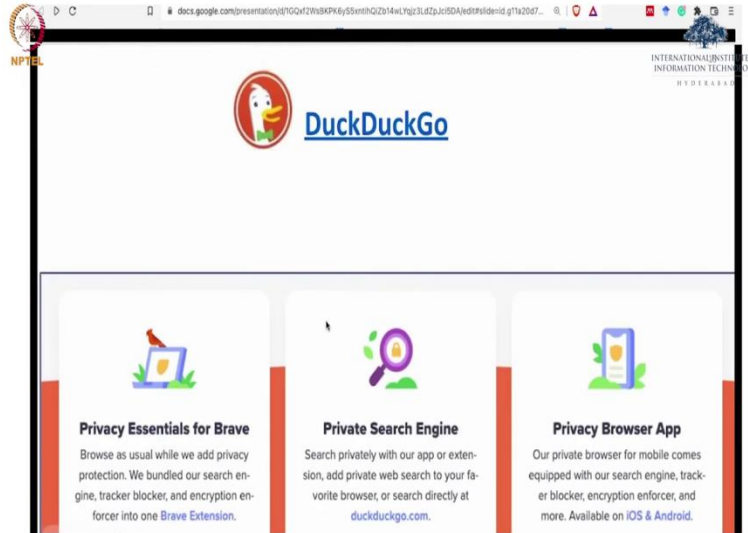 docs.google.com/presentation/d/1GQxf2WsBKPK6yS5xntihQiZb14wLYqjz3LdZpJci5DA/edit#slide=id.g11a20d7...
NPTEL
INTERNATIONAL INSTITUTE
INFORMATION TECHNO
HYDERABAD
DuckDuckGo
Privacy Essentials for Brave
Browse as usual while we add privacy
protection. We bundled our search en-
gine, tracker blocker, and encryption en-
forcer into one Brave Extension.
Private Search Engine
Search privately with our app or exten-
sion, add private web search to your fa-
vorite browser, or search directly at
duckduckgo.com.
Privacy Browser App
Our private browser for mobile comes
equipped with our search engine, track-
er blocker, encryption enforcer, and
more. Available on iOS & Android.